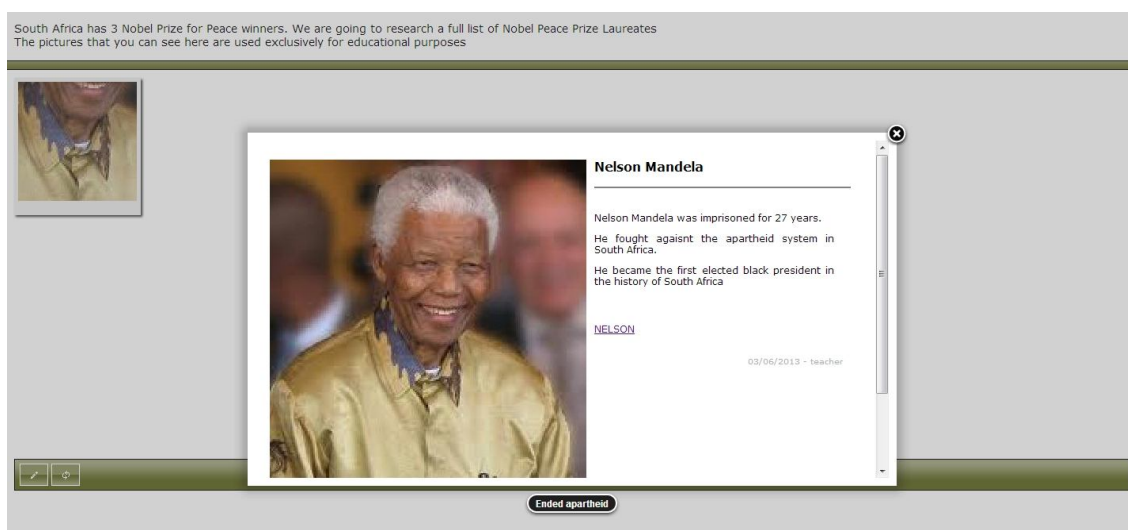 South Africa has 3 Nobel Prize for Peace winners. We are going to research a full list of Nobel Peace Prize Laureates
The pictures that you can see here are used exclusively for educational purposes
Nelson Mandela
Nelson Mandela was imprisoned for 27 years.
He fought agaisnt the apartheid system in
South Africa.
He became the first elected black president in
the history of South Africa
NELSON
03/06/2013 - teacher
Ended apartheid